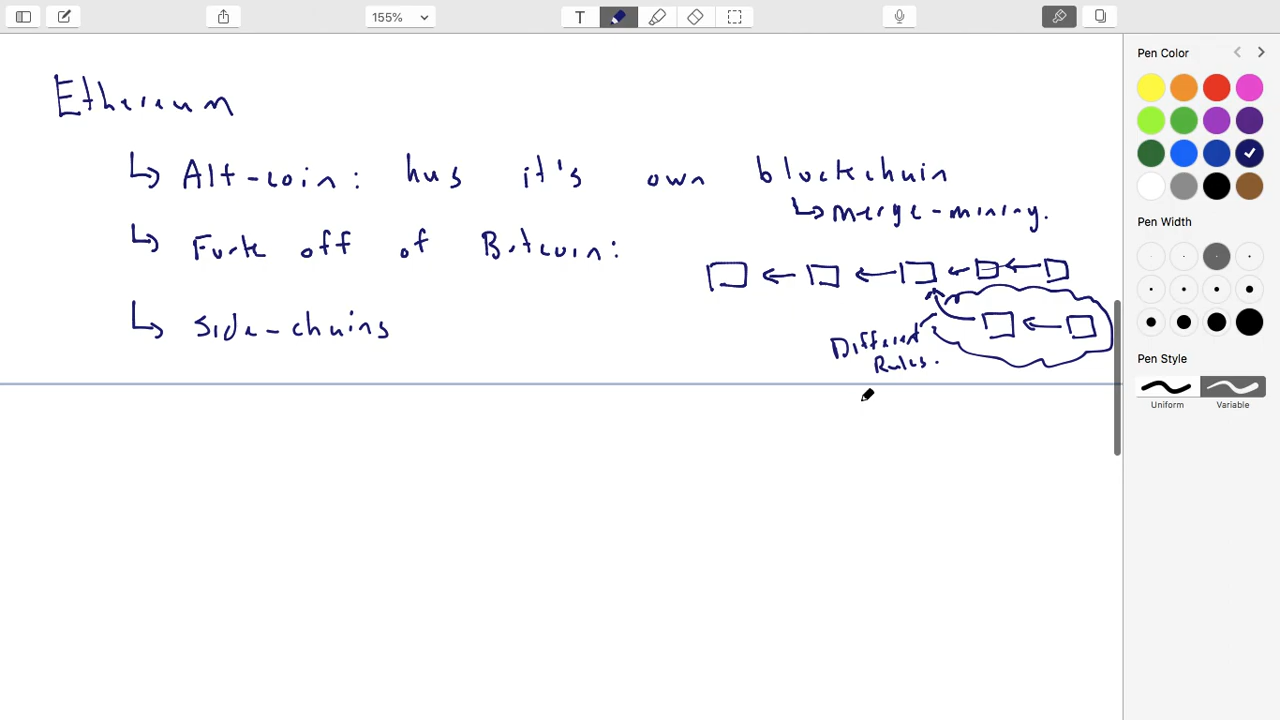 155%
T
Pen Color
Ethereum
Alt-coin: has it's own blockchain
merge-mining.
Fork off of Bitcoin:
Pen Width
side-chains
Different
Rules.
Pen Style
Uniform
Variable